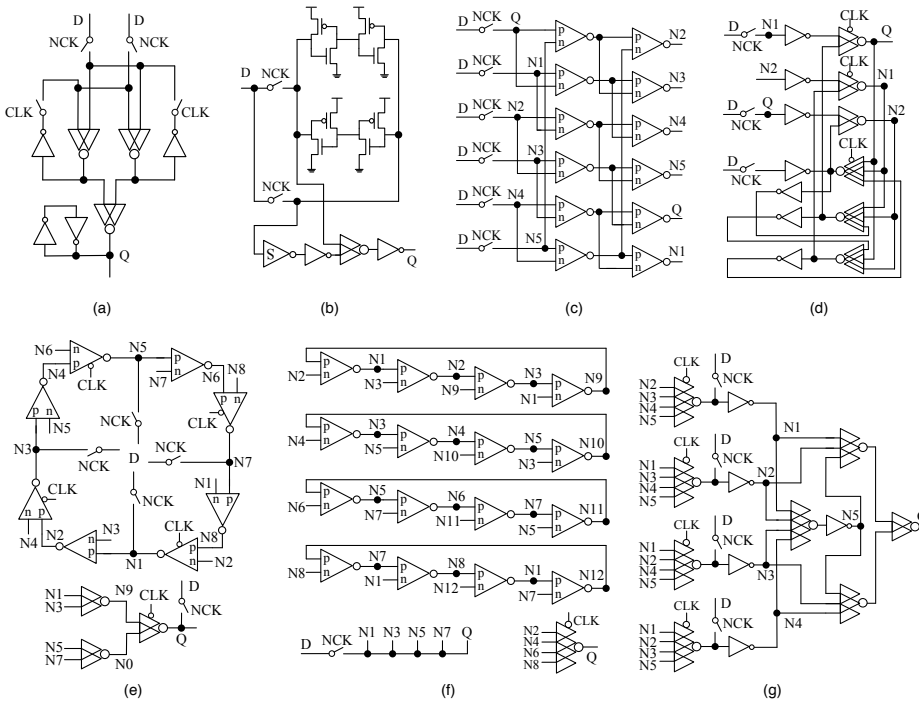 D D
NCK NCK
CLK CLK
Q
(a)
D NCK
NCK
S
Q
(b)
D NCK Q p n p n N2
D NCK N1 p n p n N3
D NCK N2 p n p n N4
D NCK N3 p n p n N5
D NCK N4 p n p n Q
D NCK N5 p n p n N1
(c)
CLK
D NCK N1 Q
CLK
N2 N1
D NCK Q N2
CLK
D NCK
(d)
N6 n p CLK N5 p n N7 N6 N8
N4 p n N5 NCK p n CLK
N3 NCK D NCK N7
CLK n p N4 NCK N1 n p
N2 N3 n p N1 CLK n p N8 N2
N1 N3 N9 CLK D NCK
N5 N7 N0 Q
(e)
N2 p n N1 N3 p n N2 N9 p n N3 N1 p n N9
N4 p n N3 N5 p n N4 N10 p n N5 N3 p n N10
N6 p n N5 N7 p n N6 N11 p n N7 N5 p n N11
N8 p n N7 N1 p n N8 N12 p n N1 N7 p n N12
D NCK N1 N3 N5 N7 Q
CLK
N2
N4
N6
N8
Q
(f)
CLK D
N2
N3
N4
N5
NCK
N1
CLK D
N1
N3
N4
N5
NCK
N2
N5
CLK D
N1
N2
N4
N5
NCK
N3
CLK D
N1
N2
N3
N5
NCK
N4
(g)